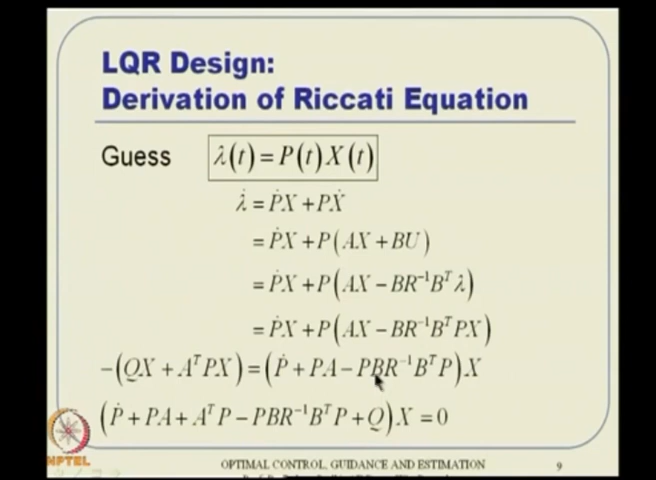 LQR Design:
Derivation of Riccati Equation
Guess λ(t) = P(t)X(t)
λ̇ = ṖX + PẊ
= ṖX + P(AX + BU)
= ṖX + P(AX − BR⁻¹Bᵀλ)
= ṖX + P(AX − BR⁻¹BᵀPX)
−(QX + AᵀPX) = (Ṗ + PA − PBR⁻¹BᵀP)X
(Ṗ + PA + AᵀP − PBR⁻¹BᵀP + Q)X = 0
NPTEL
OPTIMAL CONTROL, GUIDANCE AND ESTIMATION
9